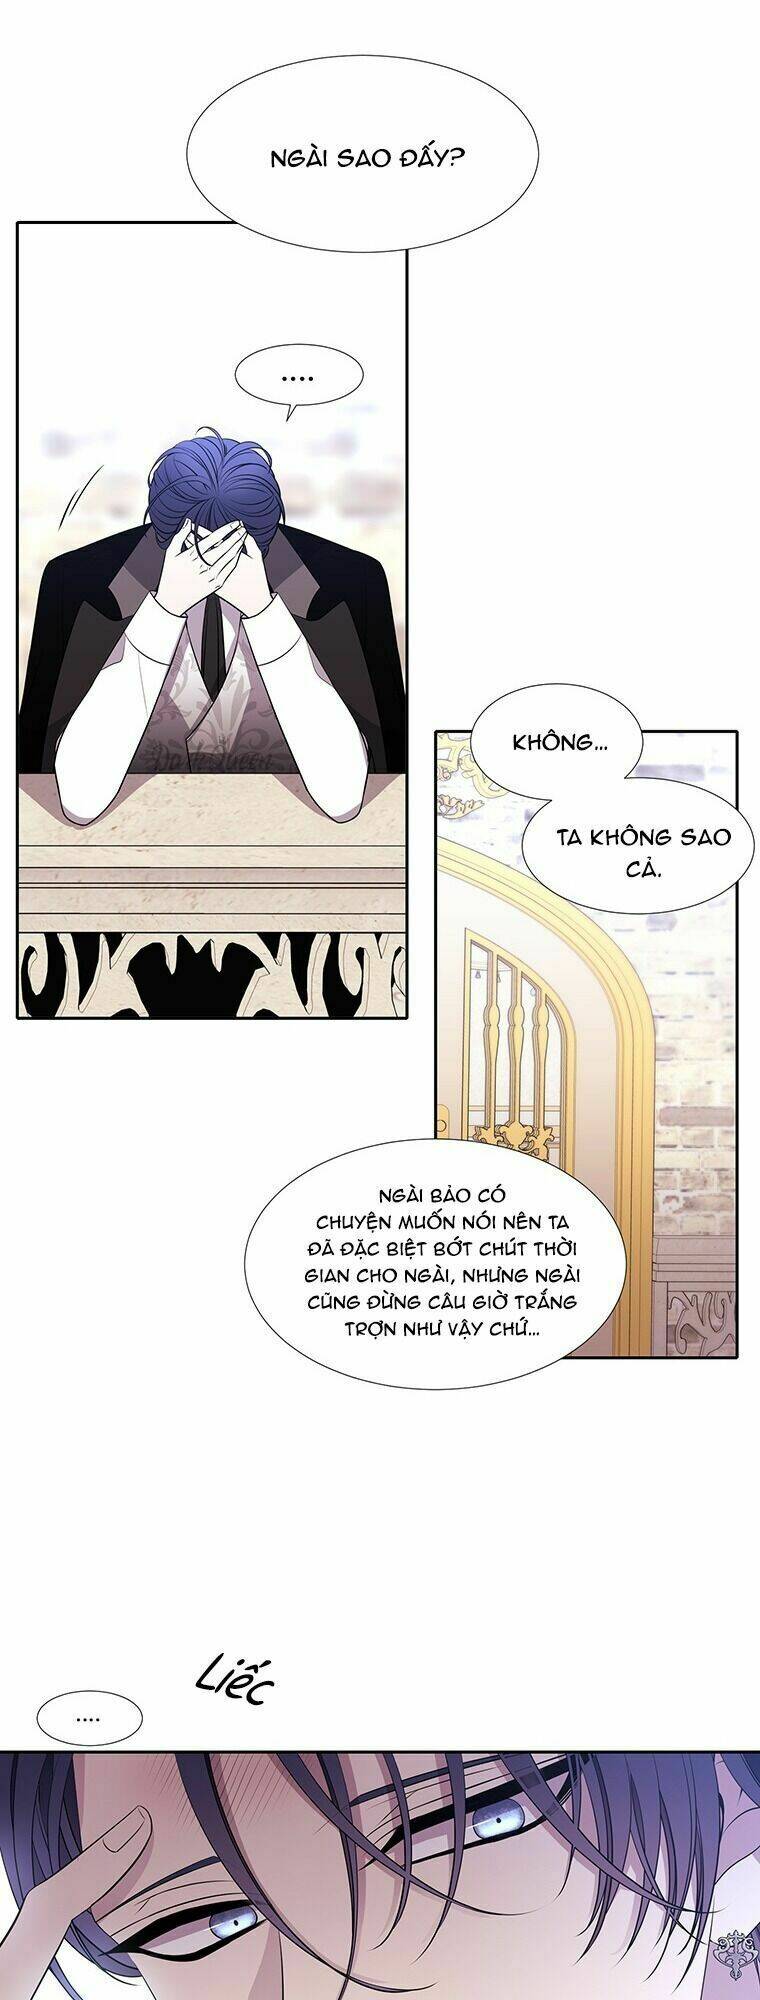 NGÀI SAO ĐẤY?
....
KHÔNG...
TA KHÔNG SAO
CẢ.
NGÀI BẢO CÓ
CHUYỆN MUỐN NÓI NÊN TA
ĐÃ ĐẶC BIỆT BỚT CHÚT THỜI
GIAN CHO NGÀI, NHƯNG NGÀI
CŨNG ĐỪNG CÂU GIỜ TRẮNG
TRỢN NHƯ VẬY CHỨ...
LIẾC
....